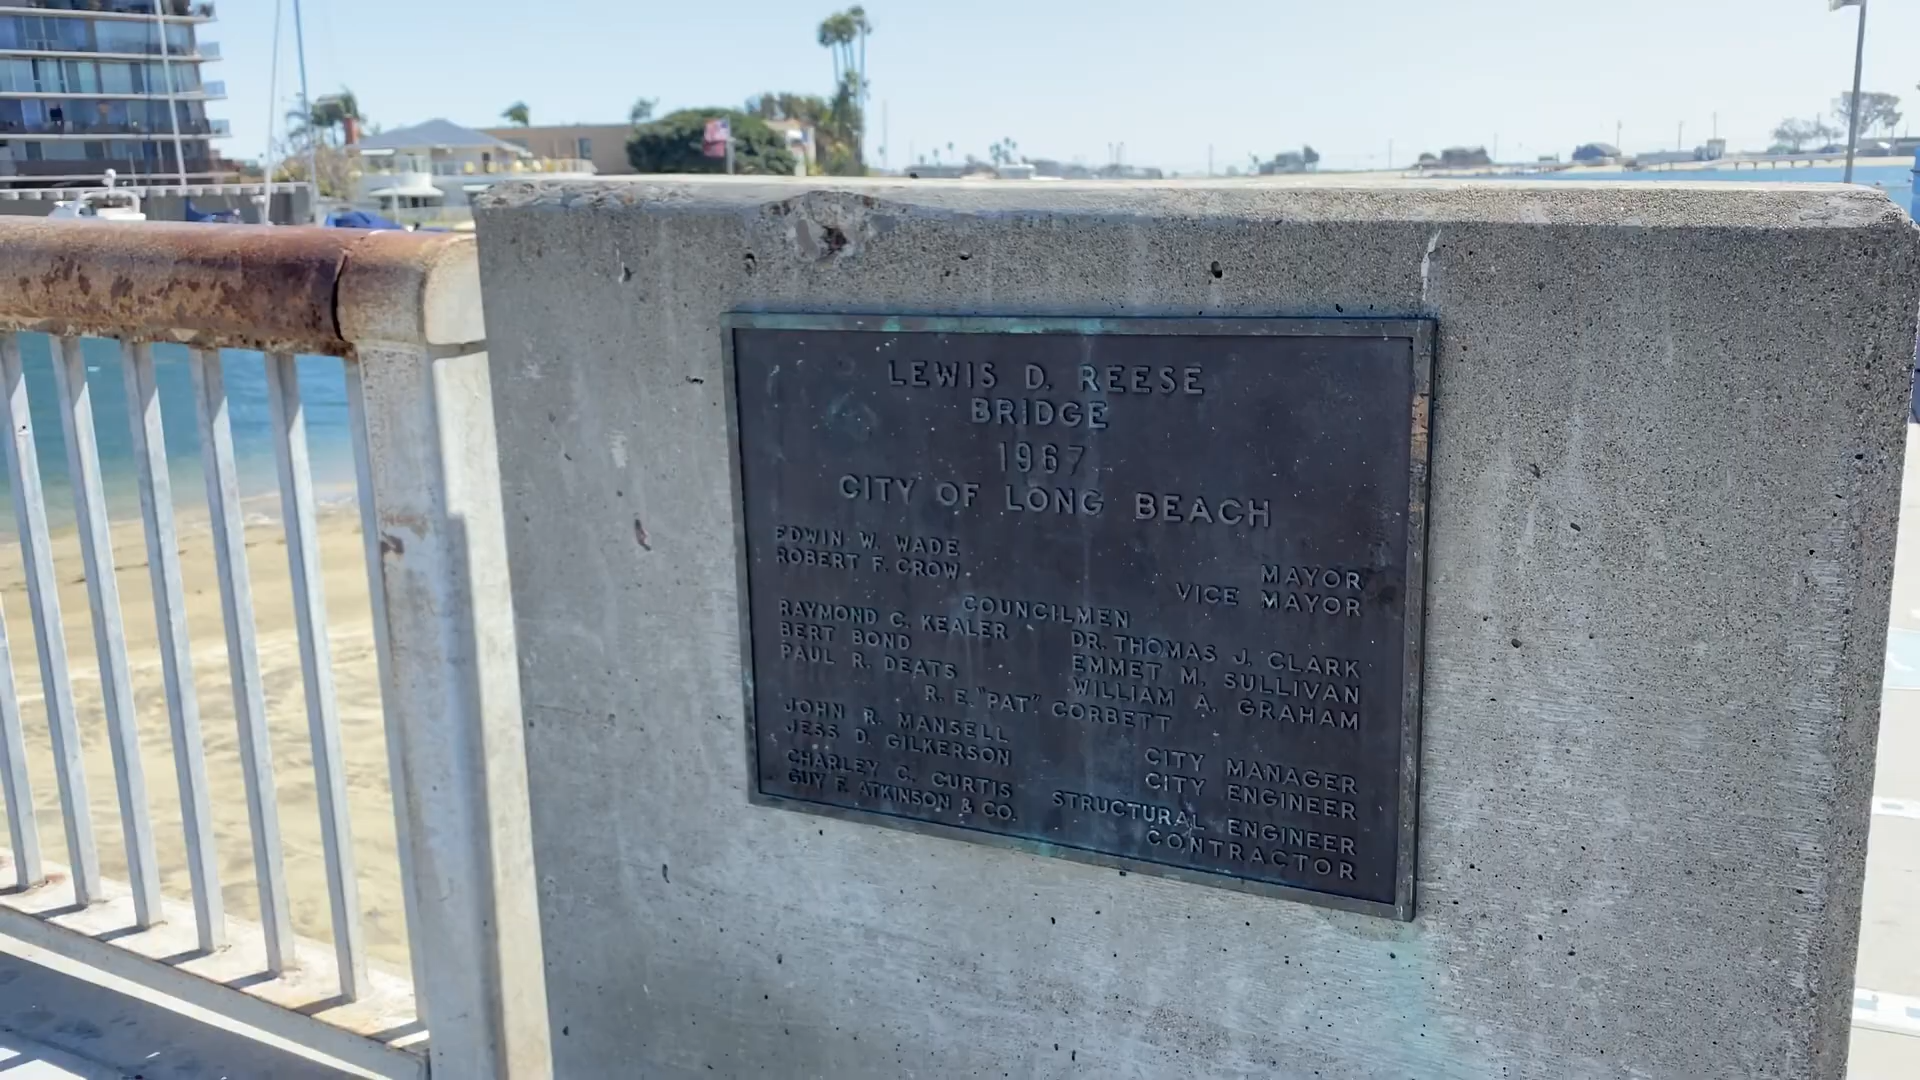 LEWIS D. REESE
BRIDGE
1967
CITY OF LONG BEACH
EDWIN W. WADE MAYOR
ROBERT F. CROW VICE MAYOR
COUNCILMEN
RAYMOND C. KEALER DR. THOMAS J. CLARK
BERT BOND EMMET M. SULLIVAN
PAUL R. DEATS WILLIAM A. GRAHAM
R. E. "PAT" CORBETT
JOHN R. MANSELL CITY MANAGER
JESS D. GILKERSON CITY ENGINEER
CHARLEY C. CURTIS STRUCTURAL ENGINEER
GUY F. ATKINSON & CO. CONTRACTOR